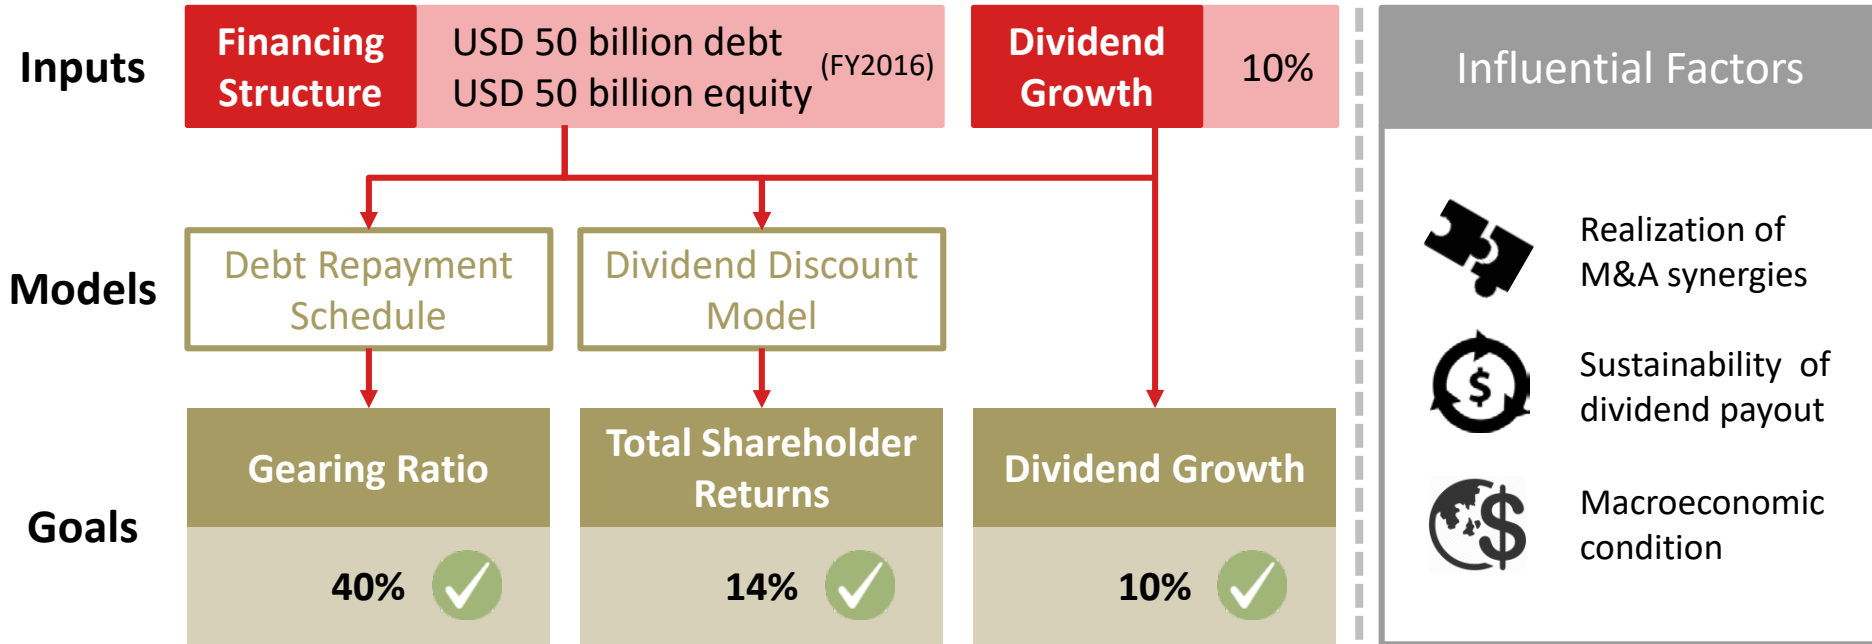 Inputs
Financing
Structure
USD 50 billion debt
USD 50 billion equity
(FY2016)
Dividend
Growth
10%
Influential Factors
Models
Debt Repayment
Schedule
Dividend Discount
Model
Realization of
M&A synergies
Sustainability of
dividend payout
Macroeconomic
condition
Goals
Gearing Ratio
40%
Total Shareholder
Returns
14%
Dividend Growth
10%